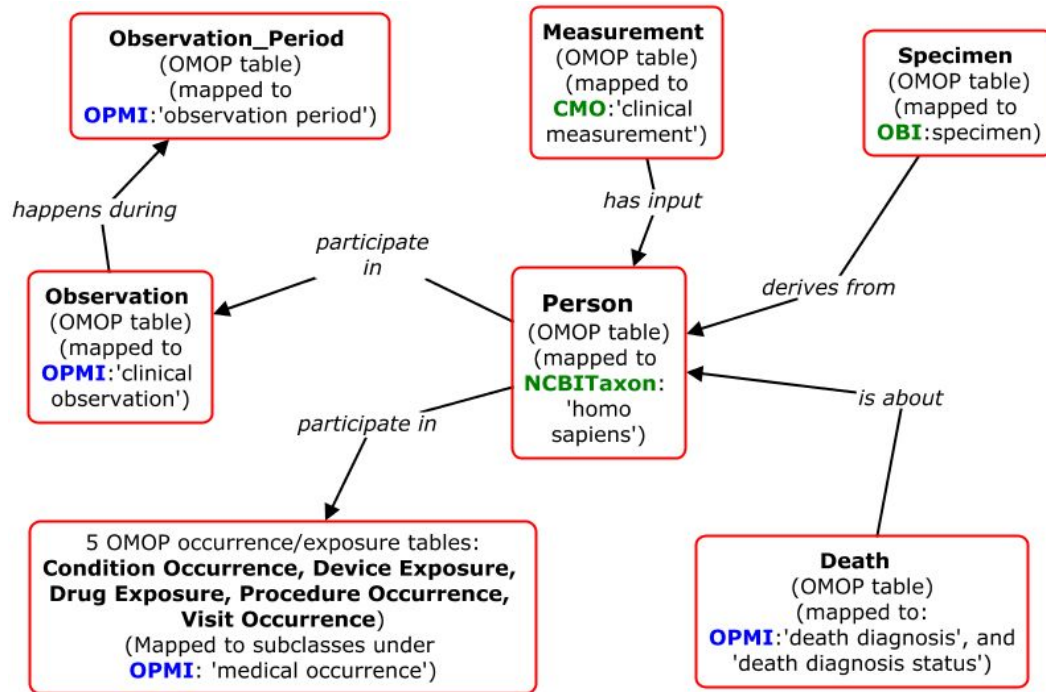 Observation_Period
(OMOP table)
(mapped to
OPMI:'observation period')
Measurement
(OMOP table)
(mapped to
CMO:'clinical
measurement')
Specimen
(OMOP table)
(mapped to
OBI:specimen)
happens during
has input
participate
in
derives from
Observation
(OMOP table)
(mapped to
OPMI:'clinical
observation')
Person
(OMOP table)
(mapped to
NCBITaxon:
'homo
sapiens')
participate in
is about
5 OMOP occurrence/exposure tables:
Condition Occurrence, Device Exposure,
Drug Exposure, Procedure Occurrence,
Visit Occurrence)
(Mapped to subclasses under
OPMI: 'medical occurrence')
Death
(OMOP table)
(mapped to:
OPMI:'death diagnosis', and
'death diagnosis status')